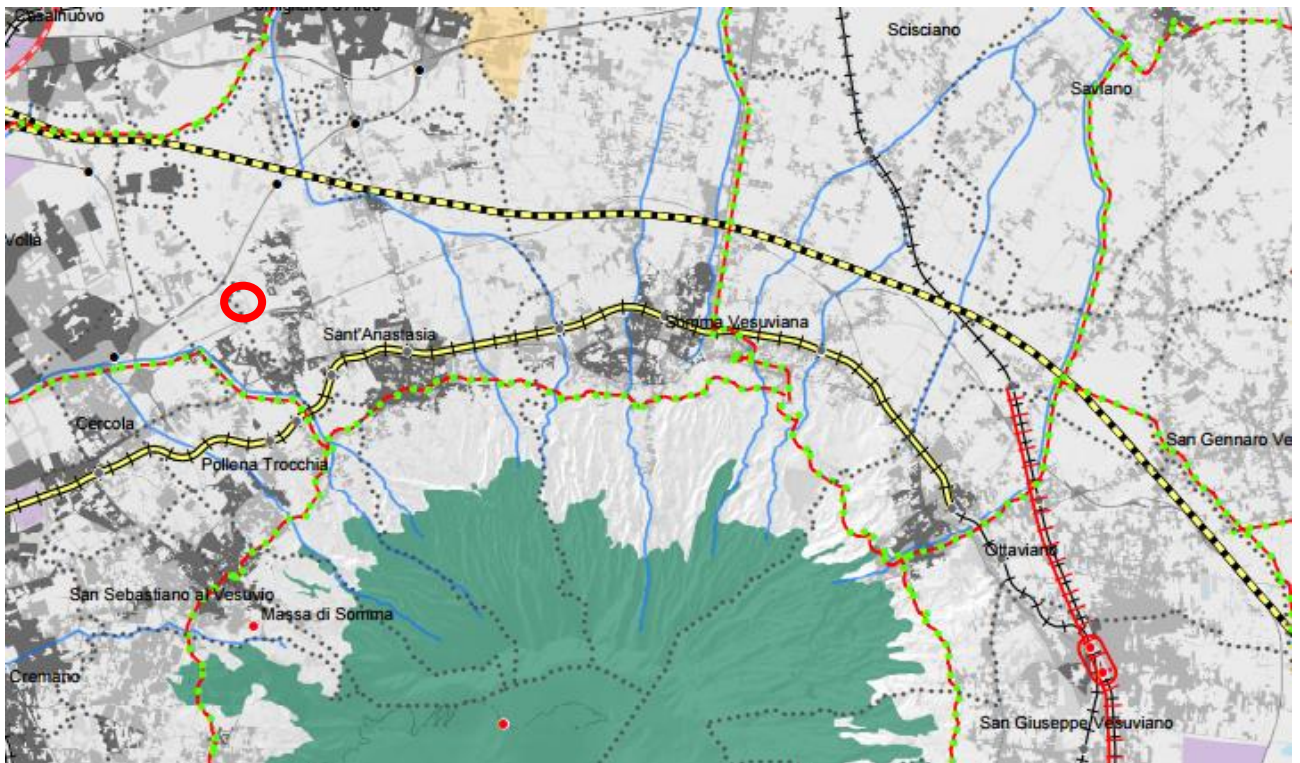 Casalnuovo
Scisciano
Saviano
Volla
Sant'Anastasia
Somma Vesuviana
Cercola
San Gennaro Ve
Pollena Trocchia
Ottaviano
San Sebastiano al Vesuvio
Massa di Somma
Cremano
San Giuseppe Vesuviano